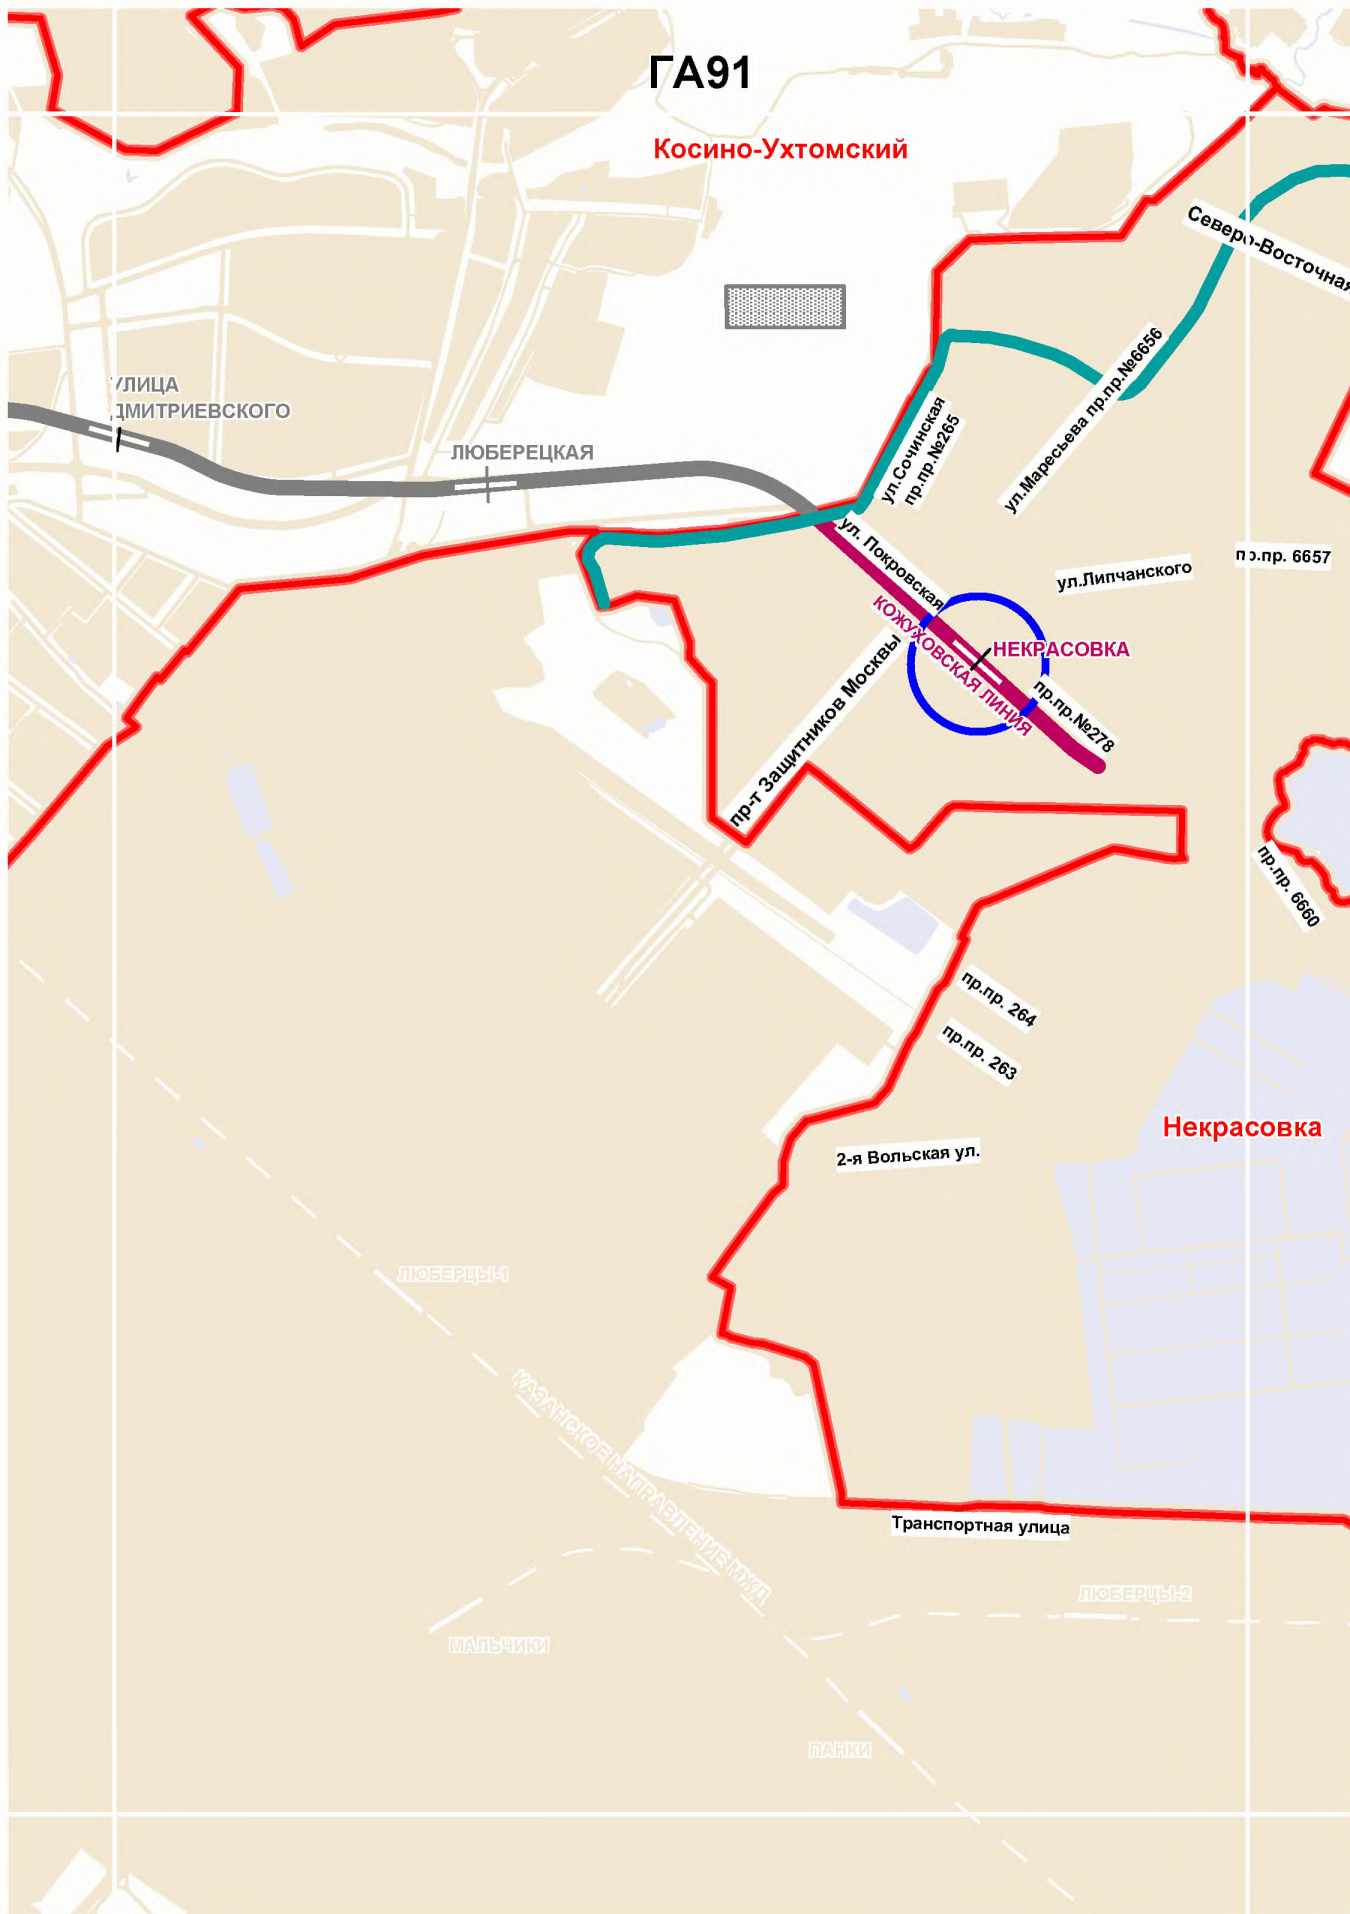 ГА91
Косино-Ухтомский
Северо-Восточная
ул.Маресьева пр.пр.№6656
УЛИЦА
ДМИТРИЕВСКОГО
ЛЮБЕРЕЦКАЯ
ул.Сочинская
пр.пр.№265
ул. Покровская
ул.Липчанского
пр.пр. 6657
КОЖУХОВСКАЯ ЛИНИЯ
НЕКРАСОВКА
пр-т Защитников Москвы
пр.пр.№278
пр.пр. 6660
пр.пр. 264
пр.пр. 263
Некрасовка
2-я Вольская ул.
ЛЮБЕРЦЫ-1
КАЗАНСКОЕ НАПРАВЛЕНИЕ МЖД
Транспортная улица
ЛЮБЕРЦЫ-2
МАЛЬЧИКИ
ПАНКИ